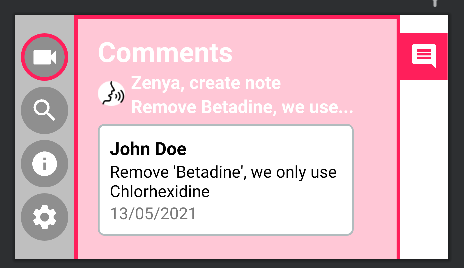 Comments
Zenya, create note
Remove Betadine, we use...
John Doe
Remove 'Betadine', we only use
Chlorhexidine
13/05/2021